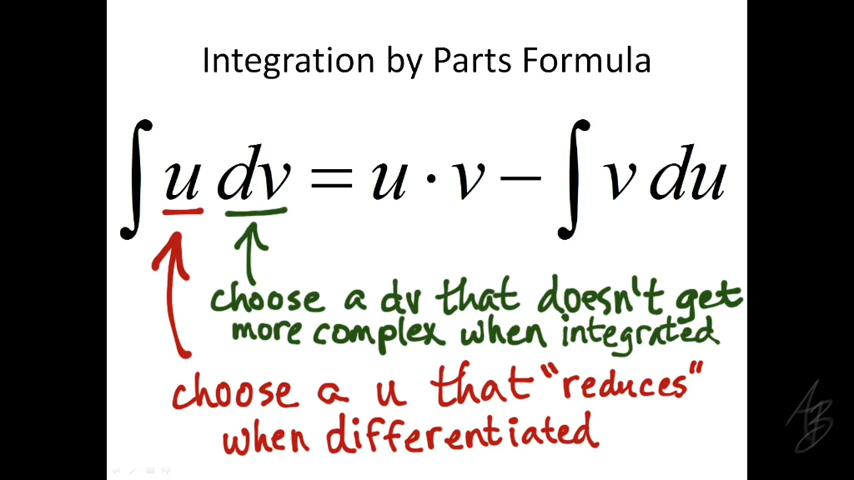 Integration by Parts Formula
∫ u dv = u · v − ∫ v du
choose a dv that doesn't get
more complex when integrated
choose a u that "reduces"
when differentiated